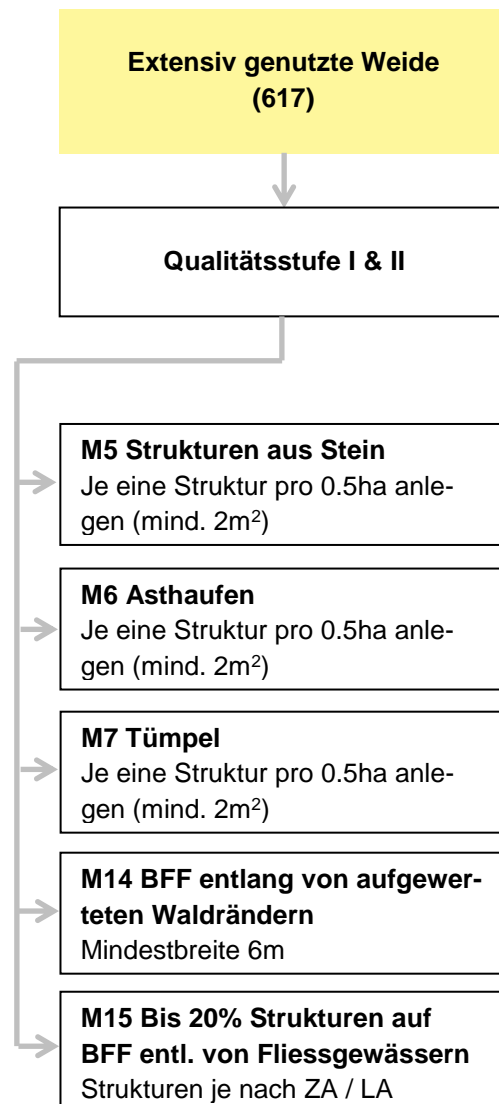 Extensiv genutzte Weide
(617)
Qualitätsstufe I & II
M5 Strukturen aus Stein
Je eine Struktur pro 0.5ha anle-
gen (mind. 2m²)
M6 Asthaufen
Je eine Struktur pro 0.5ha anle-
gen (mind. 2m²)
M7 Tümpel
Je eine Struktur pro 0.5ha anle-
gen (mind. 2m²)
M14 BFF entlang von aufgewer-
teten Waldrändern
Mindestbreite 6m
M15 Bis 20% Strukturen auf
BFF entl. von Fliessgewässern
Strukturen je nach ZA / LA